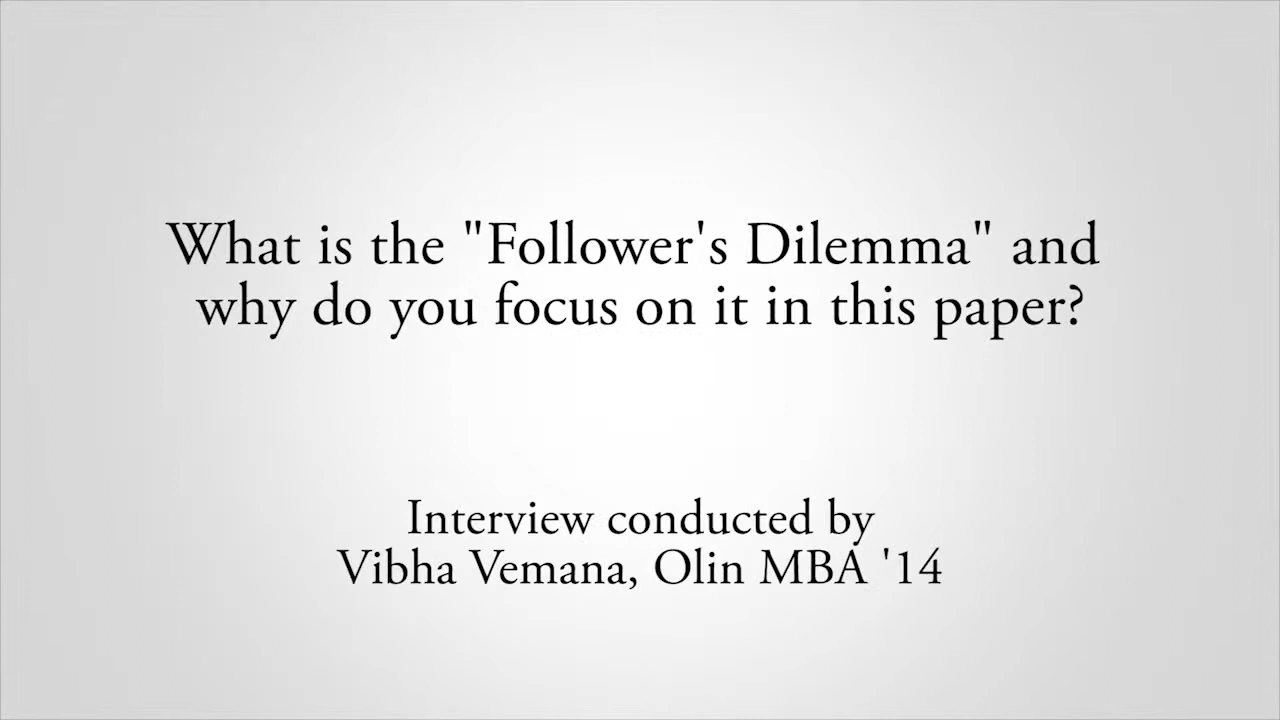 What is the "Follower's Dilemma" and
why do you focus on it in this paper?
Interview conducted by
Vibha Vemana, Olin MBA '14